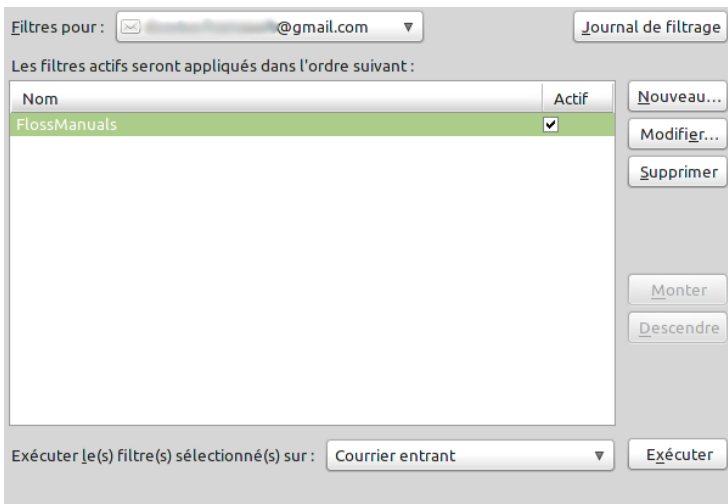 Filtres pour : @gmail.com
Journal de filtrage
Les filtres actifs seront appliqués dans l'ordre suivant :
Nom Actif
FlossManuals
Nouveau...
Modifier...
Supprimer
Monter
Descendre
Exécuter le(s) filtre(s) sélectionné(s) sur : Courrier entrant
Exécuter